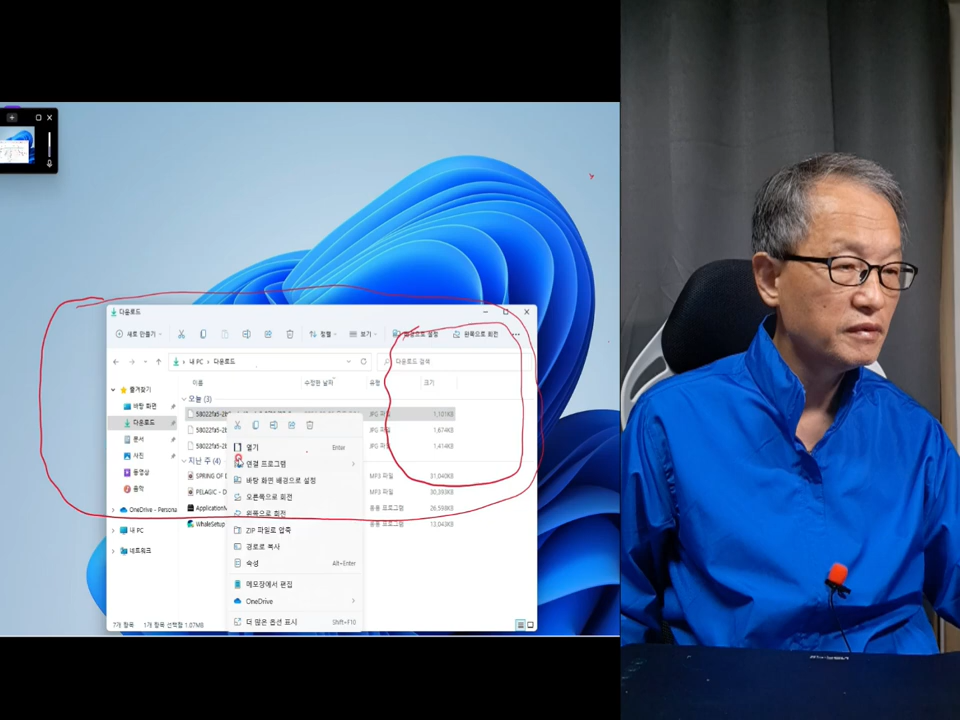 다운로드
새로 만들기
정렬
보기
배경으로 설정
왼쪽으로 회전
내 PC > 다운로드
다운로드 검색
이름
수정한 날짜
유형
크기
즐겨찾기
바탕 화면
다운로드
문서
사진
동영상
음악
OneDrive - Persona
내 PC
네트워크
오늘 (3)
JPG 파일
1,101KB
JPG 파일
1,674KB
JPG 파일
1,414KB
지난 주 (4)
SPRING OF
MP3 파일
31,040KB
PELAGIC -
MP3 파일
30,393KB
응용 프로그램
26,598KB
WhaleSetup
응용 프로그램
13,043KB
열기
Enter
연결 프로그램
바탕 화면 배경으로 설정
오른쪽으로 회전
왼쪽으로 회전
ZIP 파일로 압축
경로로 복사
속성
Alt+Enter
메모장에서 편집
OneDrive
더 많은 옵션 표시
Shift+F10
7개 항목
1개 항목 선택함 1.07MB